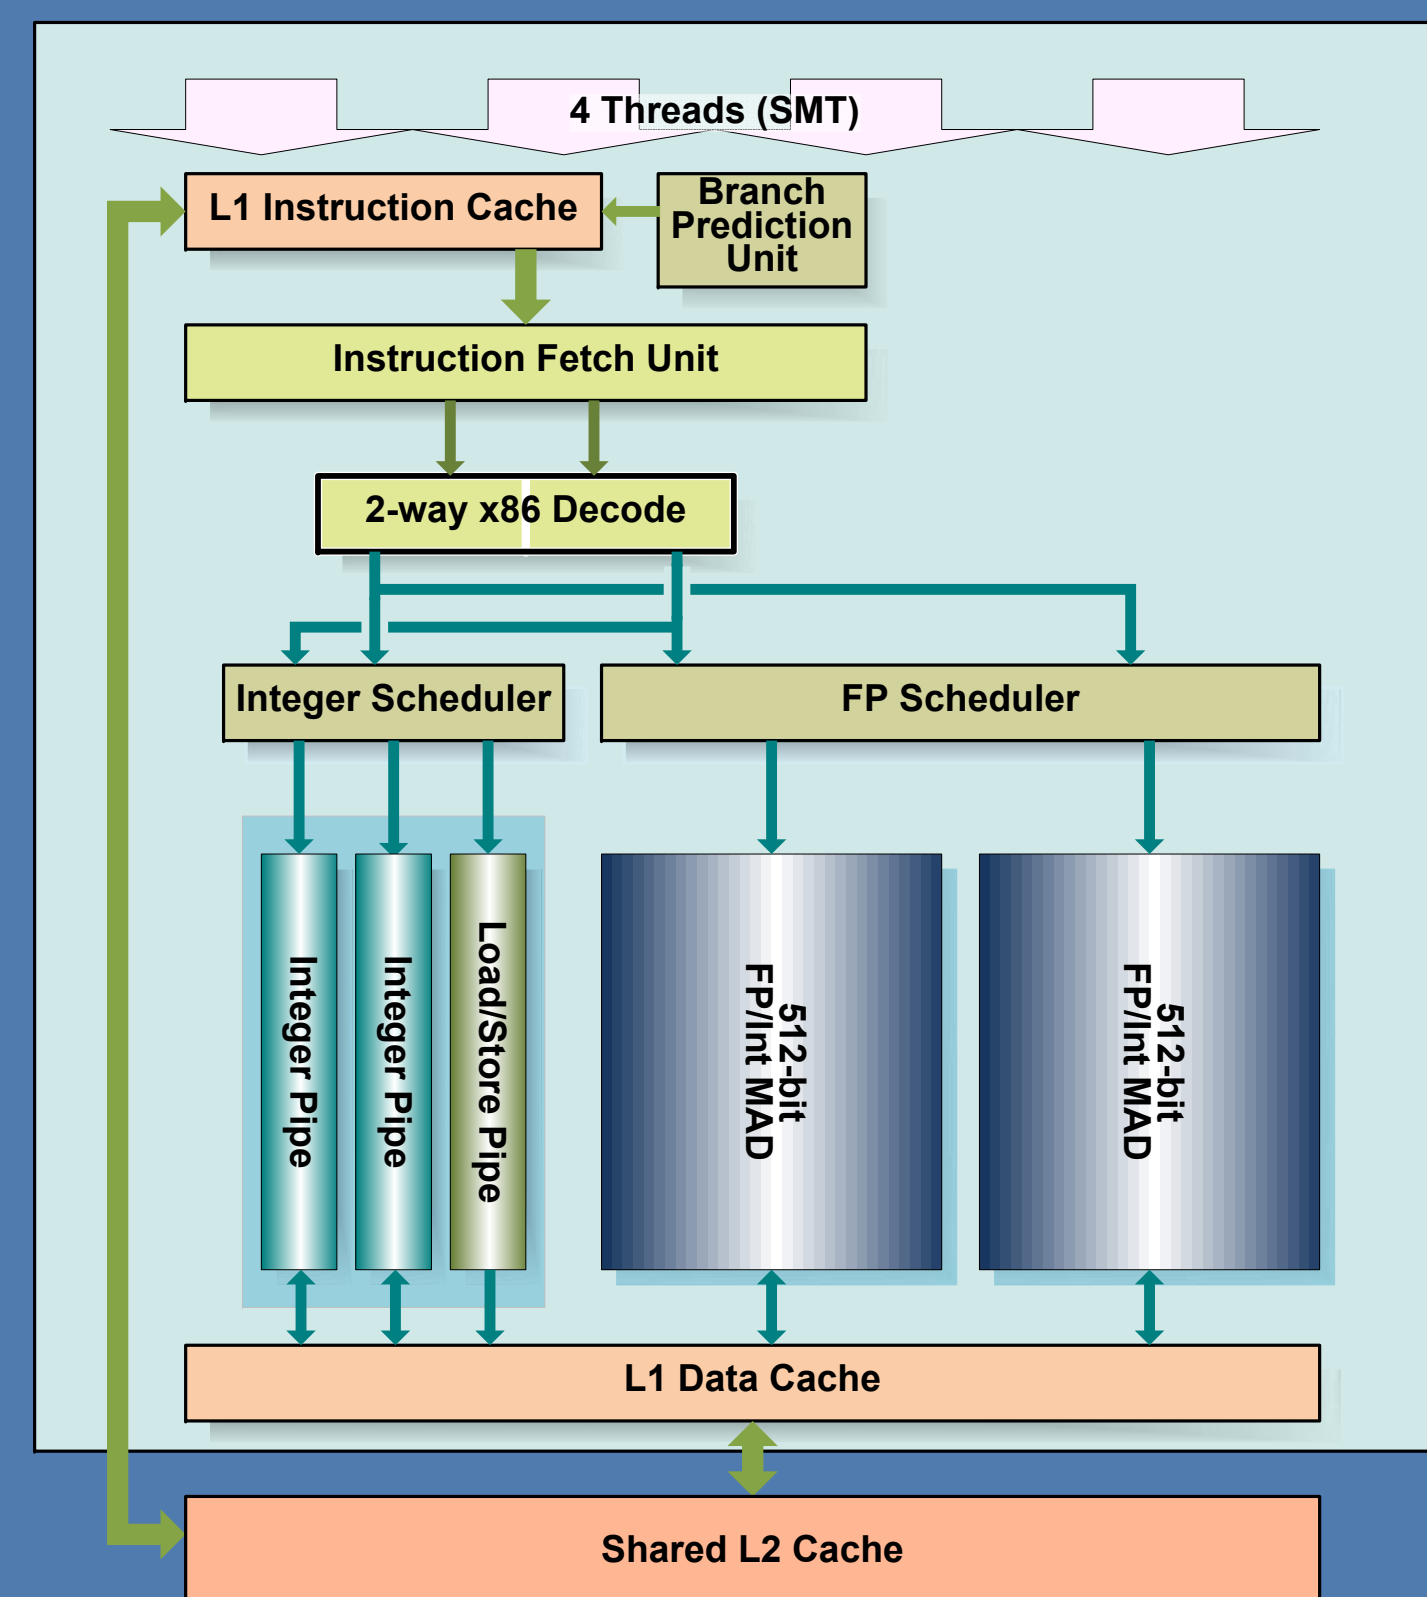 4 Threads (SMT)
L1 Instruction Cache
Branch
Prediction
Unit
Instruction Fetch Unit
2-way x86 Decode
Integer Scheduler
FP Scheduler
Integer Pipe
Integer Pipe
Load/Store Pipe
512-bit
FP/Int MAD
512-bit
FP/Int MAD
L1 Data Cache
Shared L2 Cache